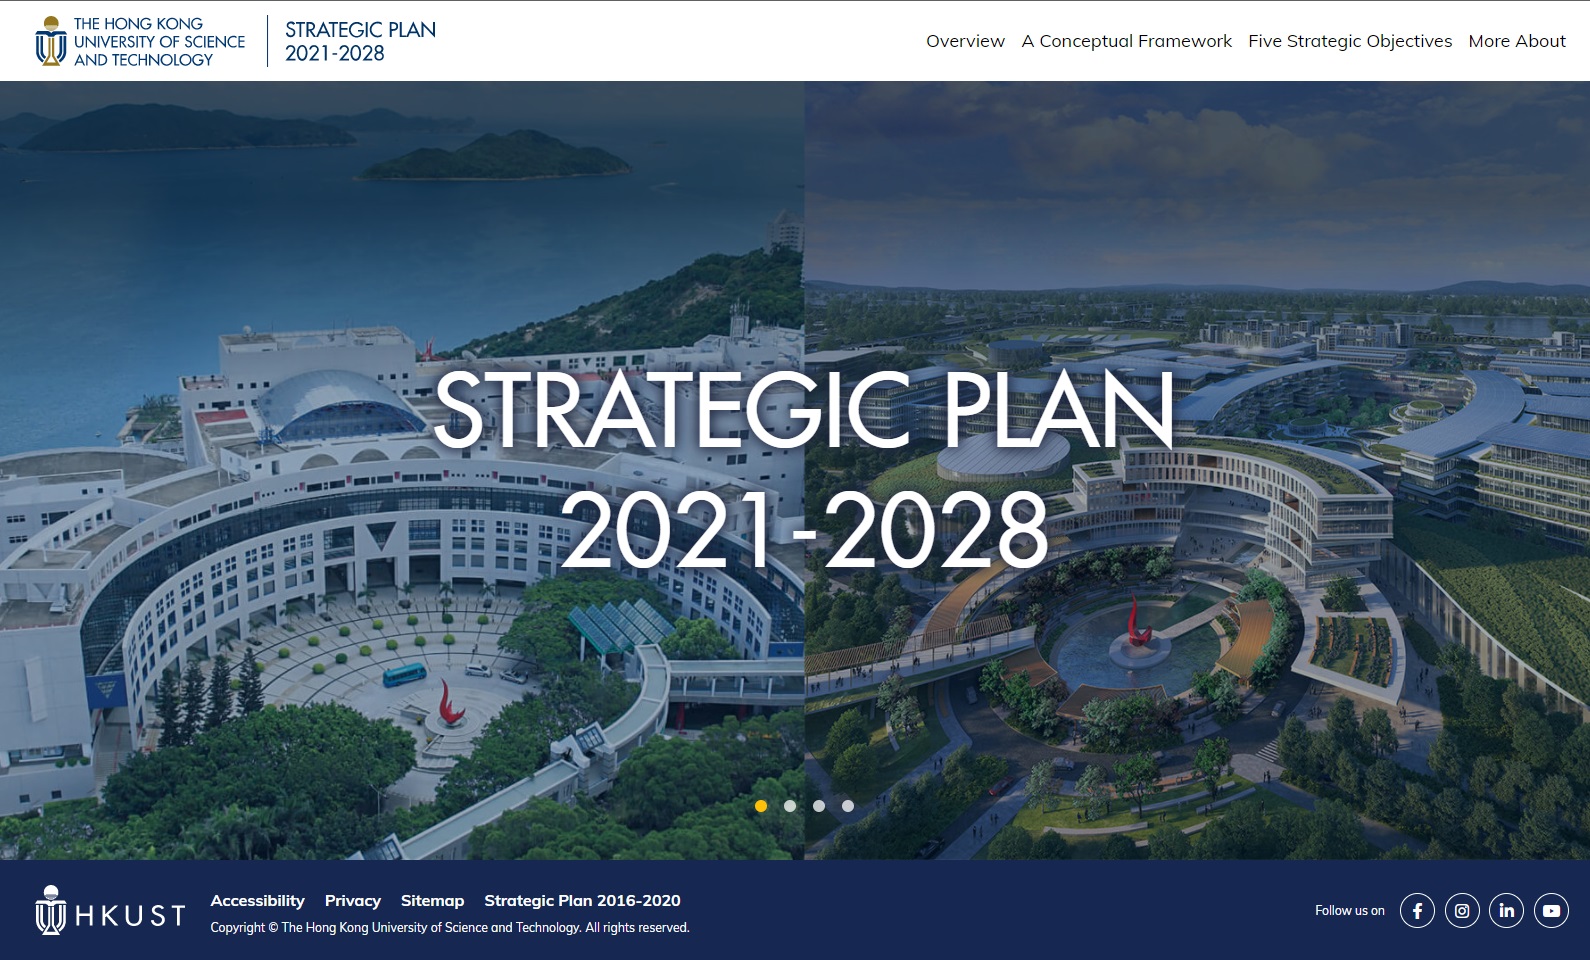 THE HONG KONG
UNIVERSITY OF SCIENCE
AND TECHNOLOGY
STRATEGIC PLAN
2021-2028
Overview A Conceptual Framework Five Strategic Objectives More About
STRATEGIC PLAN
2021-2028
HKUST
Accessibility Privacy Sitemap Strategic Plan 2016-2020
Copyright © The Hong Kong University of Science and Technology. All rights reserved.
Follow us on